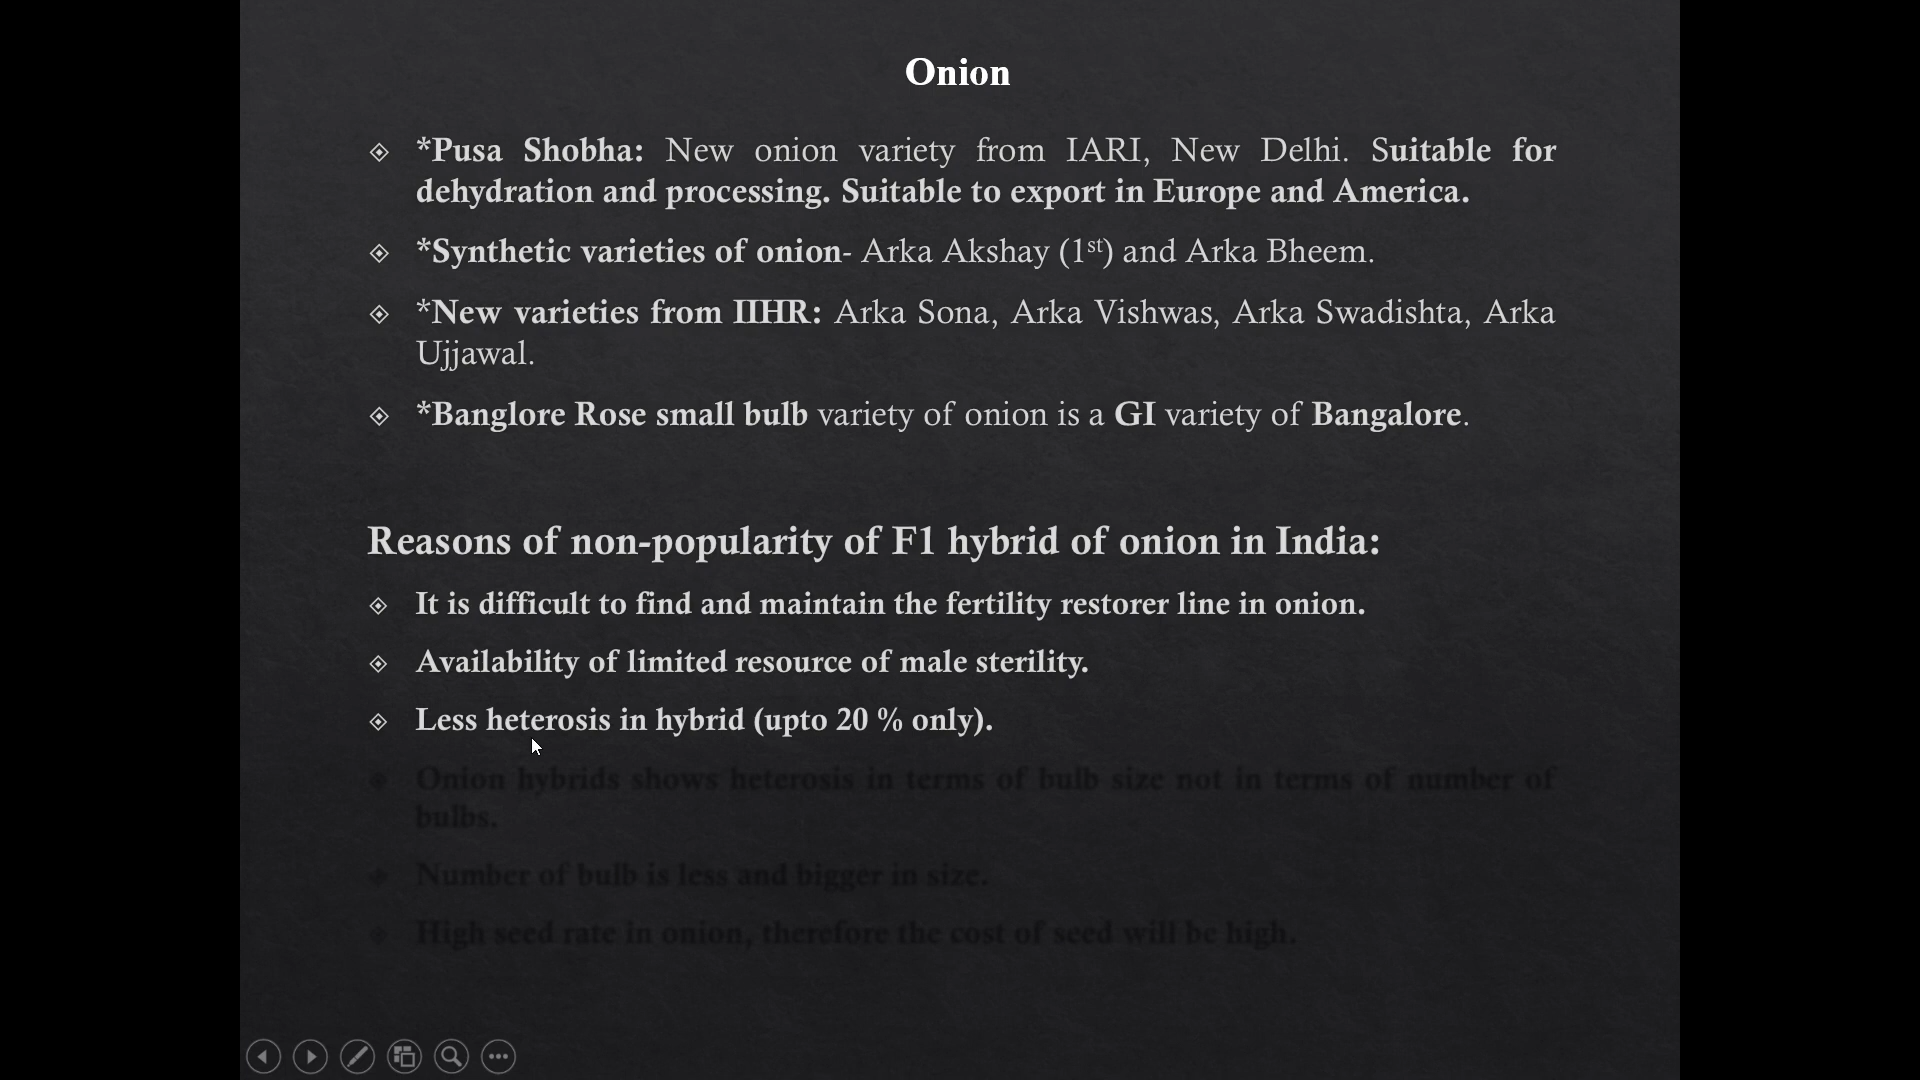 Onion
*Pusa Shobha: New onion variety from IARI, New Delhi. Suitable for
dehydration and processing. Suitable to export in Europe and America.
*Synthetic varieties of onion- Arka Akshay (1st) and Arka Bheem.
*New varieties from IIHR: Arka Sona, Arka Vishwas, Arka Swadishta, Arka
Ujjawal.
*Banglore Rose small bulb variety of onion is a GI variety of Bangalore.
Reasons of non-popularity of F1 hybrid of onion in India:
It is difficult to find and maintain the fertility restorer line in onion.
Availability of limited resource of male sterility.
Less heterosis in hybrid (upto 20 % only).
Onion hybrids shows heterosis in terms of bulb size not in terms of number of
bulbs.
Number of bulb is less and bigger in size.
High seed rate in onion, therefore the cost of seed will be high.